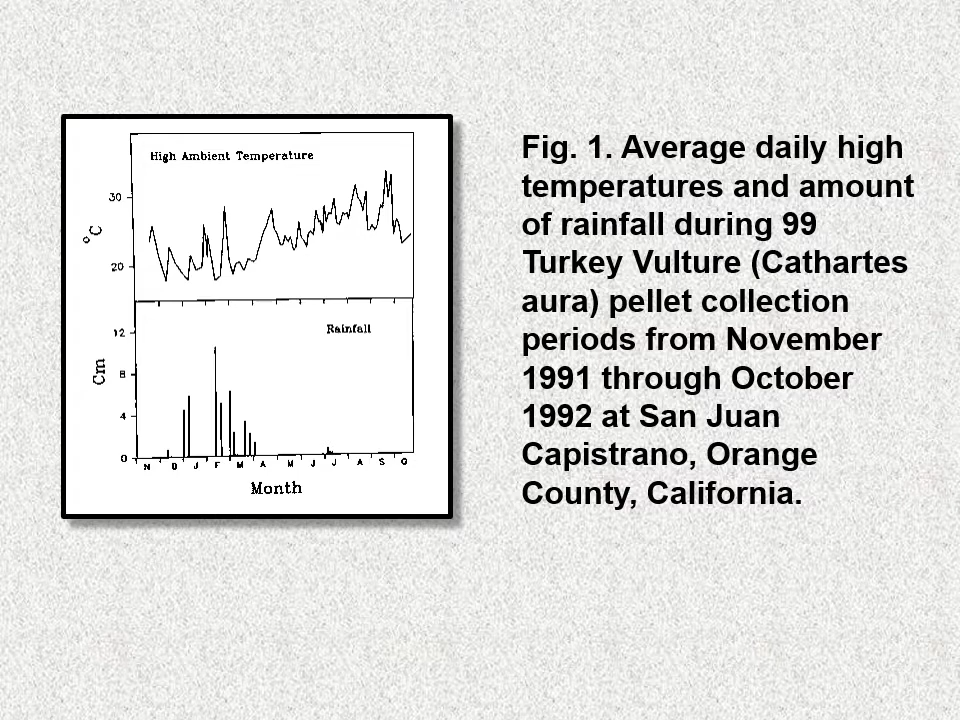 High Ambient Temperature
30
°C
20
Rainfall
12
8
Cm
4
0
N D J F M A M J J A S O
Month
Fig. 1. Average daily high
temperatures and amount
of rainfall during 99
Turkey Vulture (Cathartes
aura) pellet collection
periods from November
1991 through October
1992 at San Juan
Capistrano, Orange
County, California.